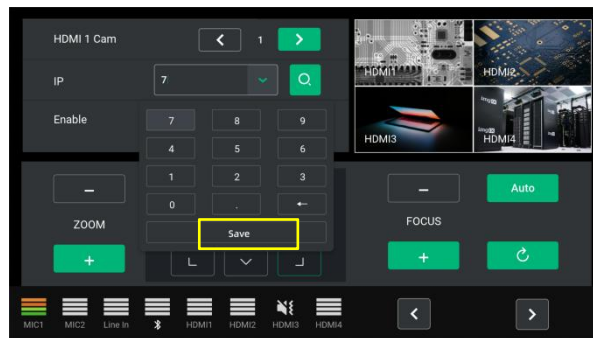 HDMI 1 Cam
1
IP
7
Enable
7 8 9
4 5 6
1 2 3
0 . ←
Save
ZOOM
FOCUS
Auto
HDMI1
HDMI2
HDMI3
HDMI4
MIC1 MIC2 Line In HDMI1 HDMI2 HDMI3 HDMI4